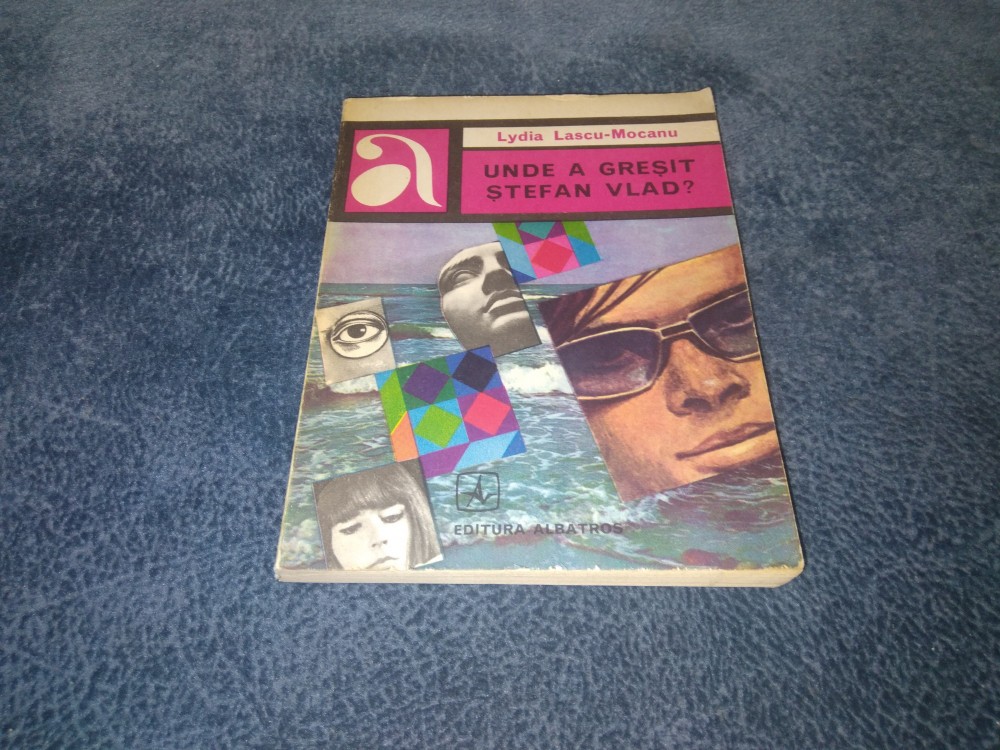 a
Lydia Lascu-Mocanu
UNDE A GREȘIT
ȘTEFAN VLAD?
EDITURA ALBATROS